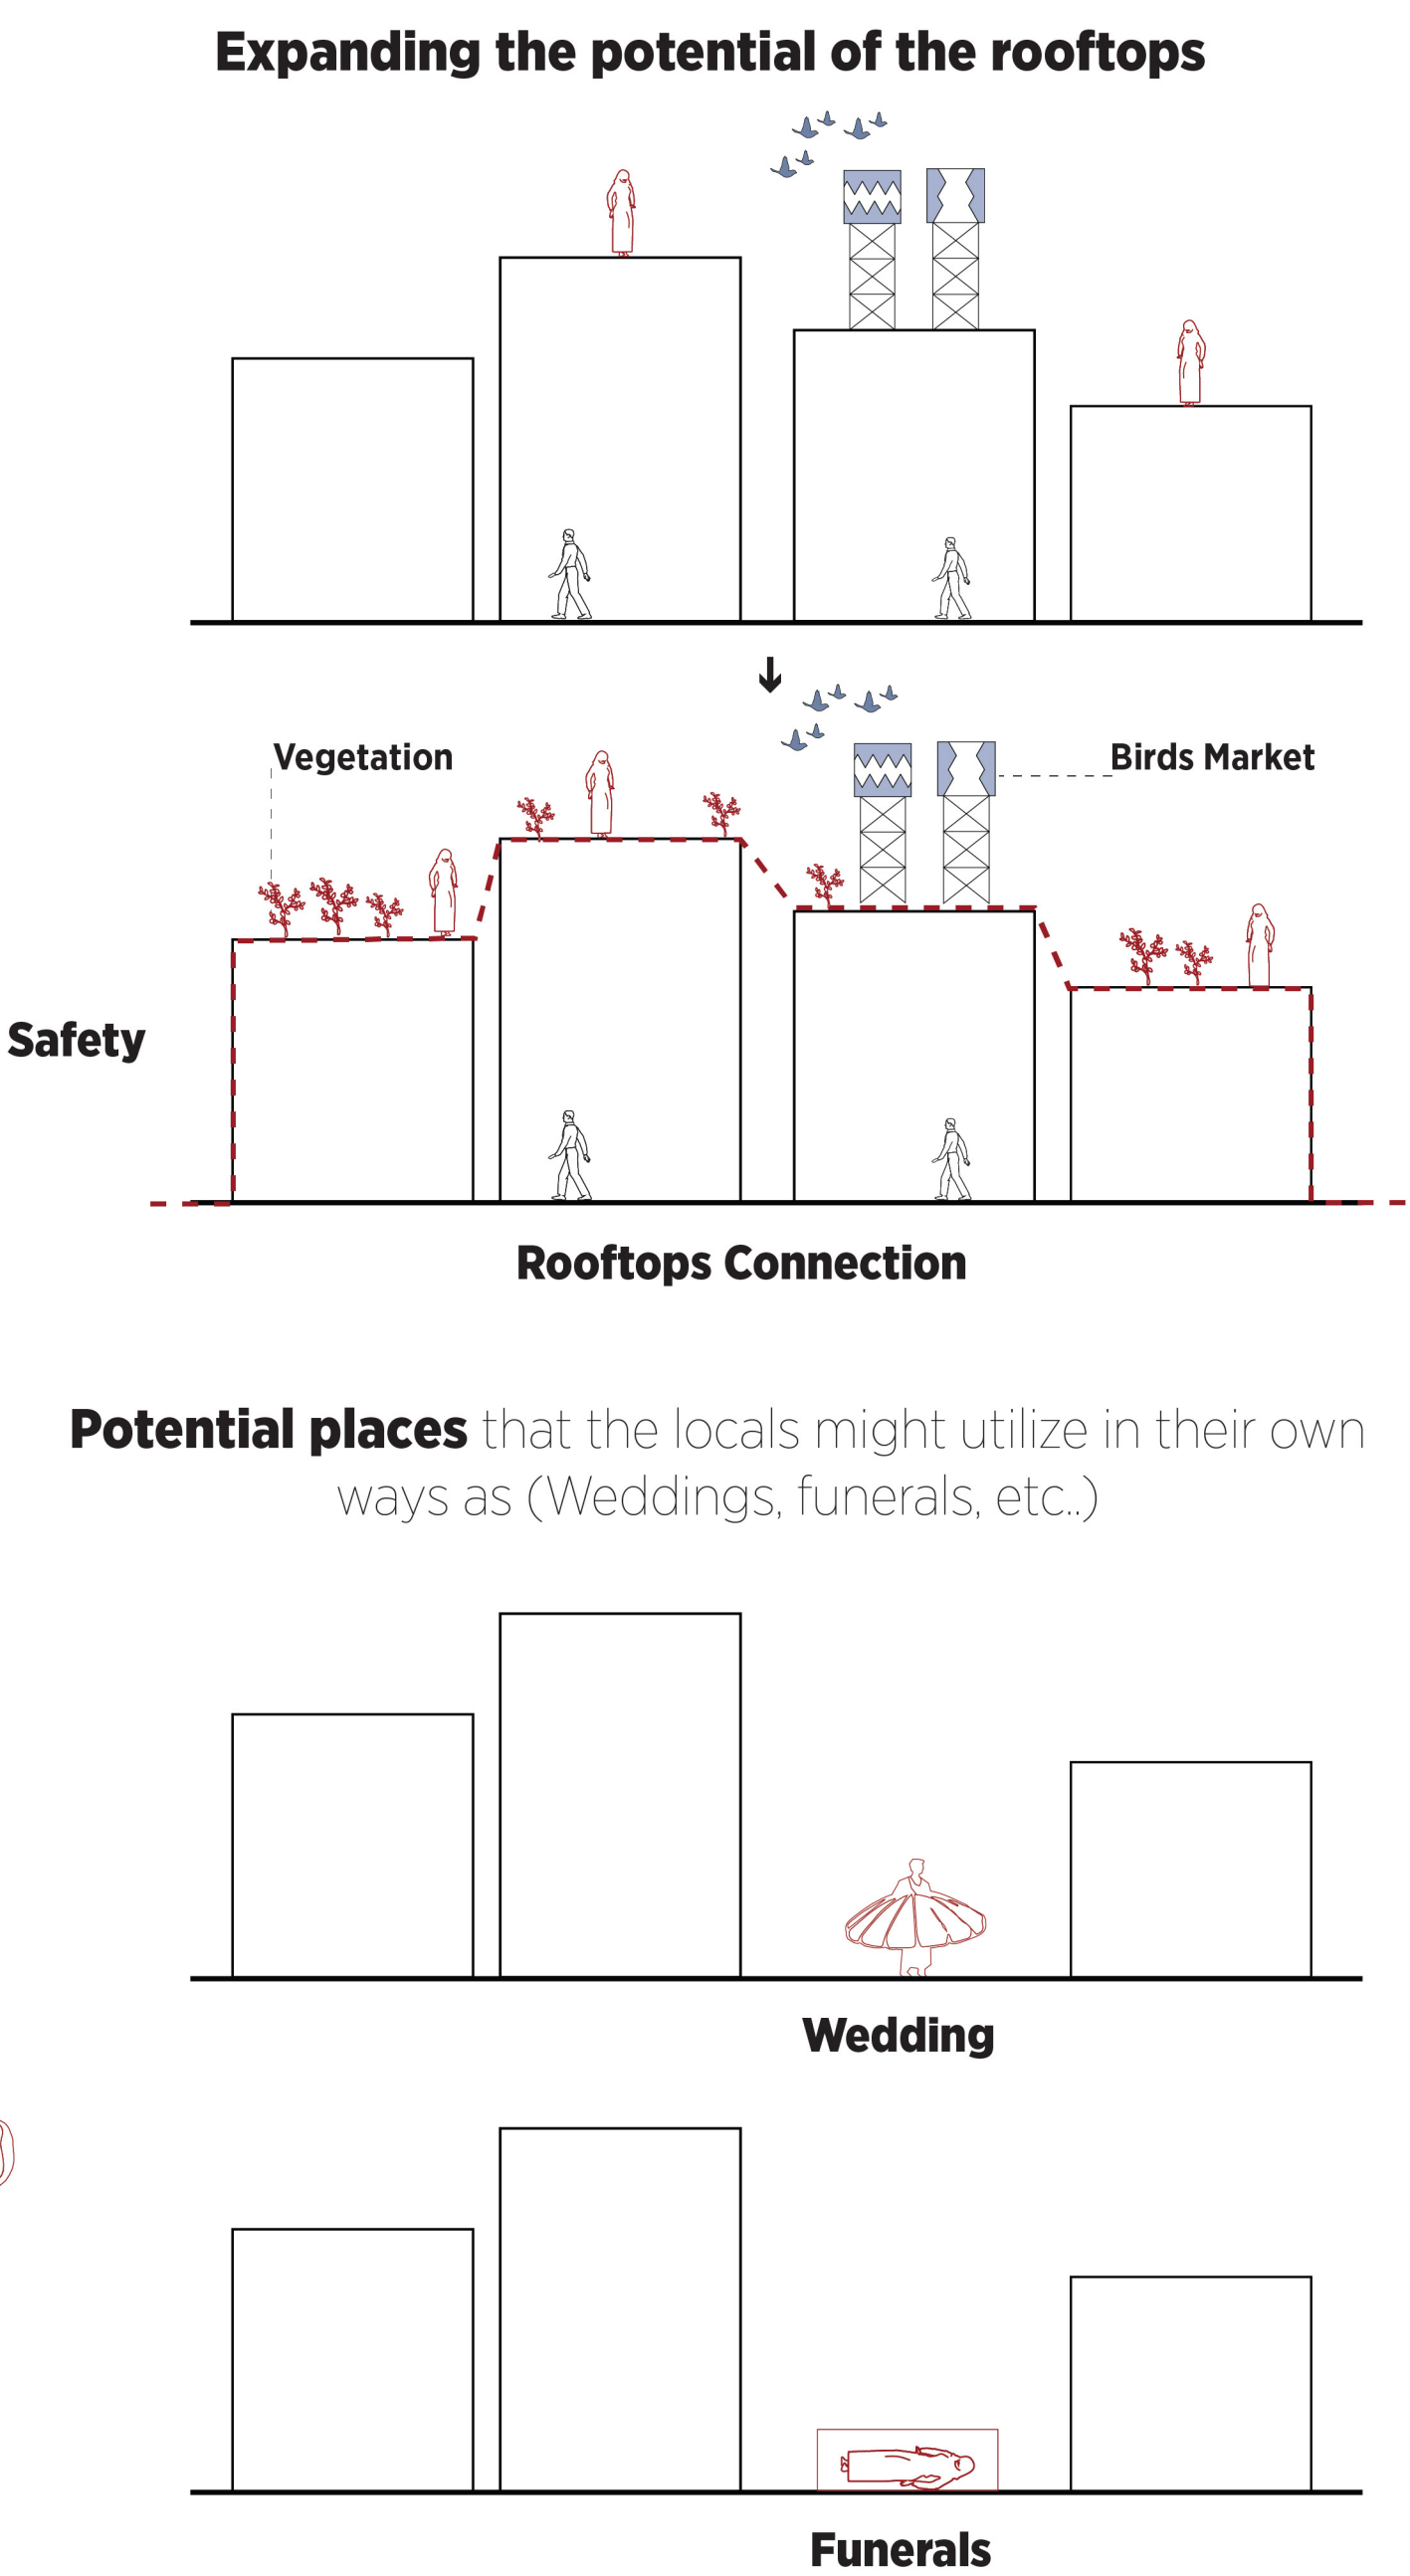 Expanding the potential of the rooftops
Vegetation
Birds Market
Safety
Rooftops Connection
Potential places that the locals might utilize in their own
ways as (Weddings, funerals, etc..)
Wedding
Funerals